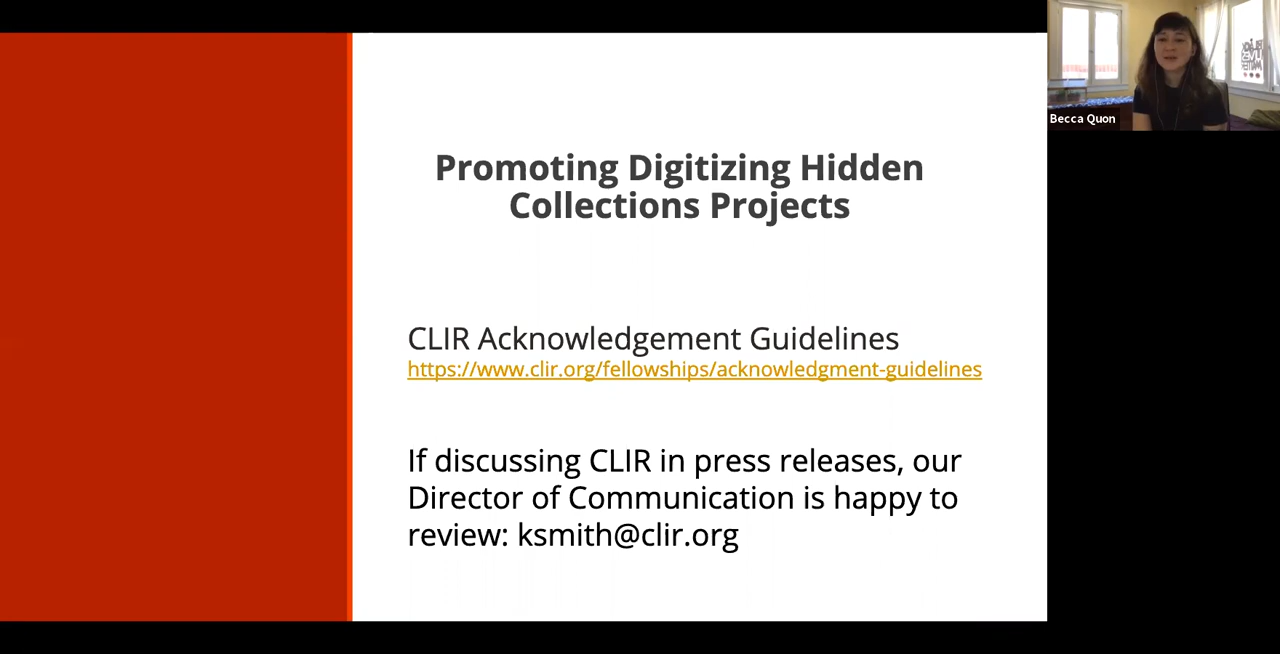 Promoting Digitizing Hidden
Collections Projects
CLIR Acknowledgement Guidelines
https://www.clir.org/fellowships/acknowledgment-guidelines
If discussing CLIR in press releases, our
Director of Communication is happy to
review: ksmith@clir.org
Becca Quon